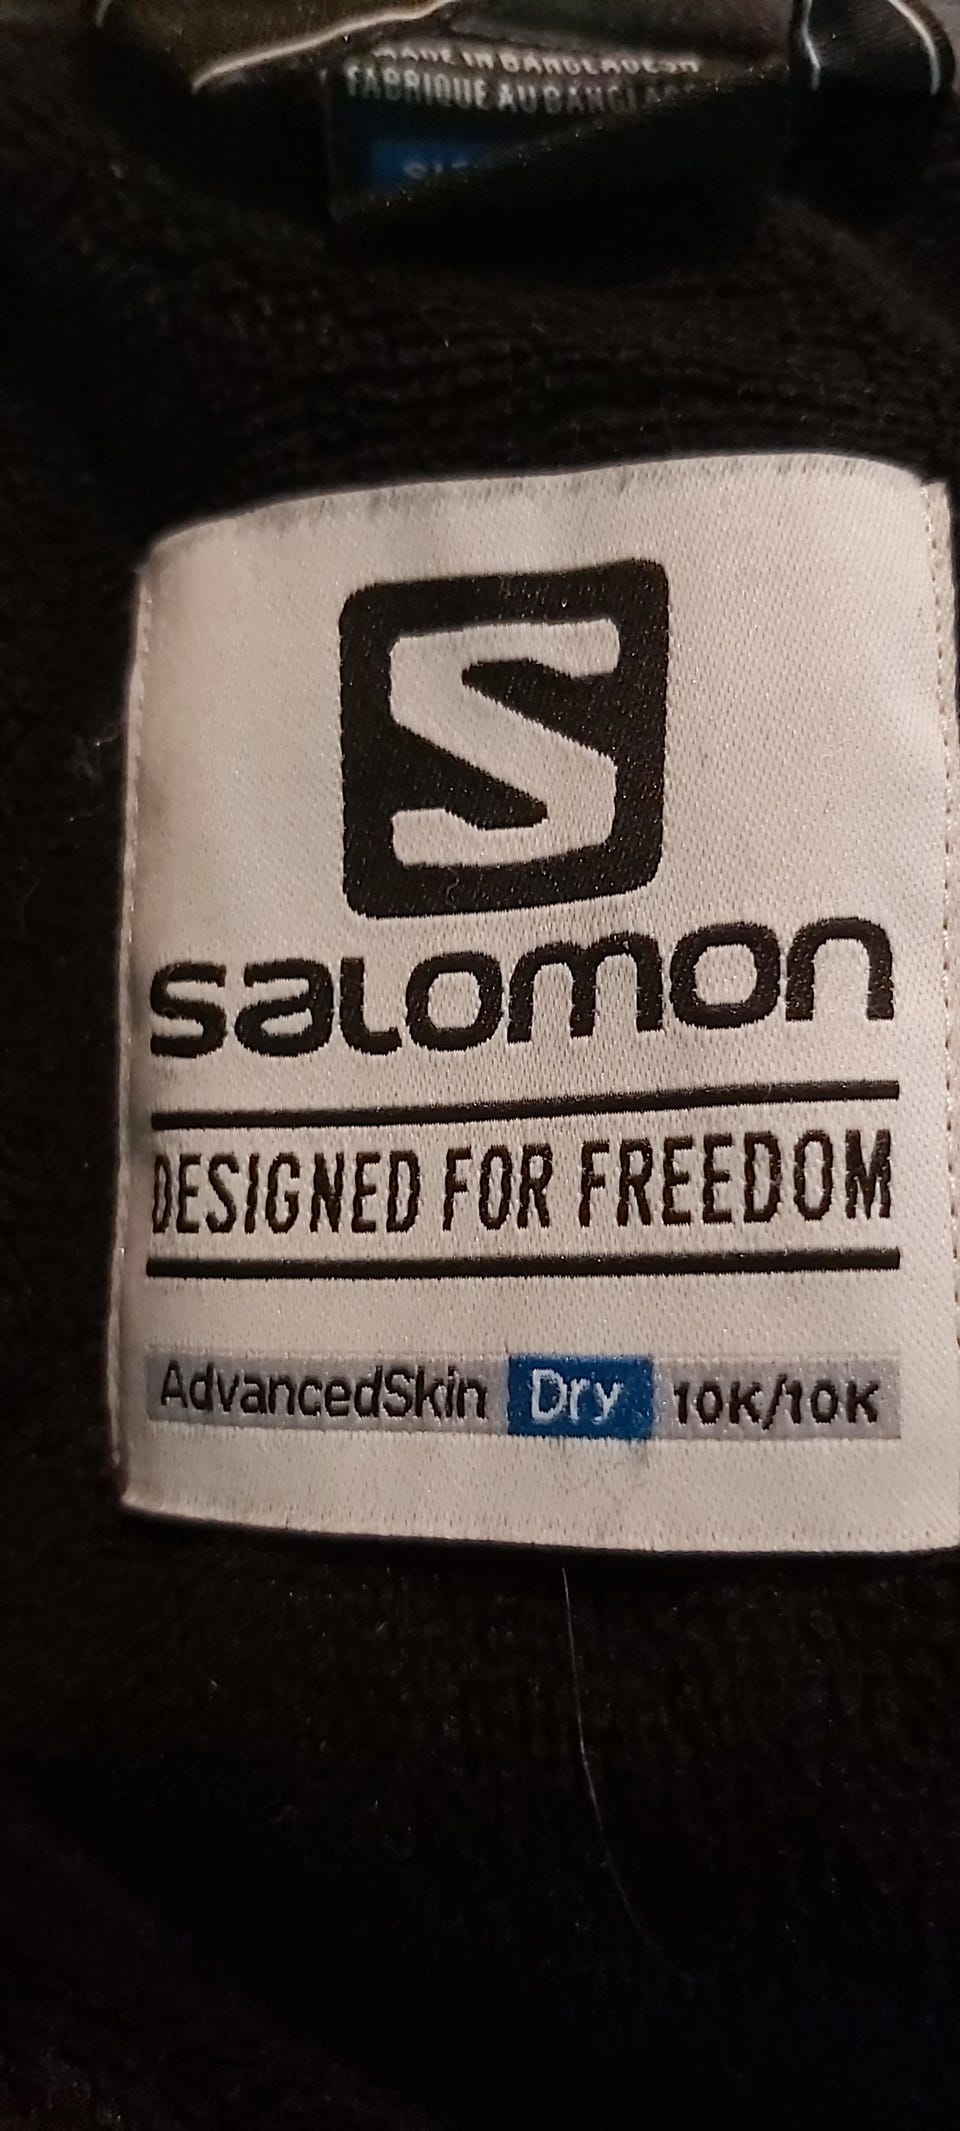 MADE IN BANGLADESH
FABRIQUE AU BANGLADESH
S
salomon
DESIGNED FOR FREEDOM
AdvancedSkin Dry 10K/10K